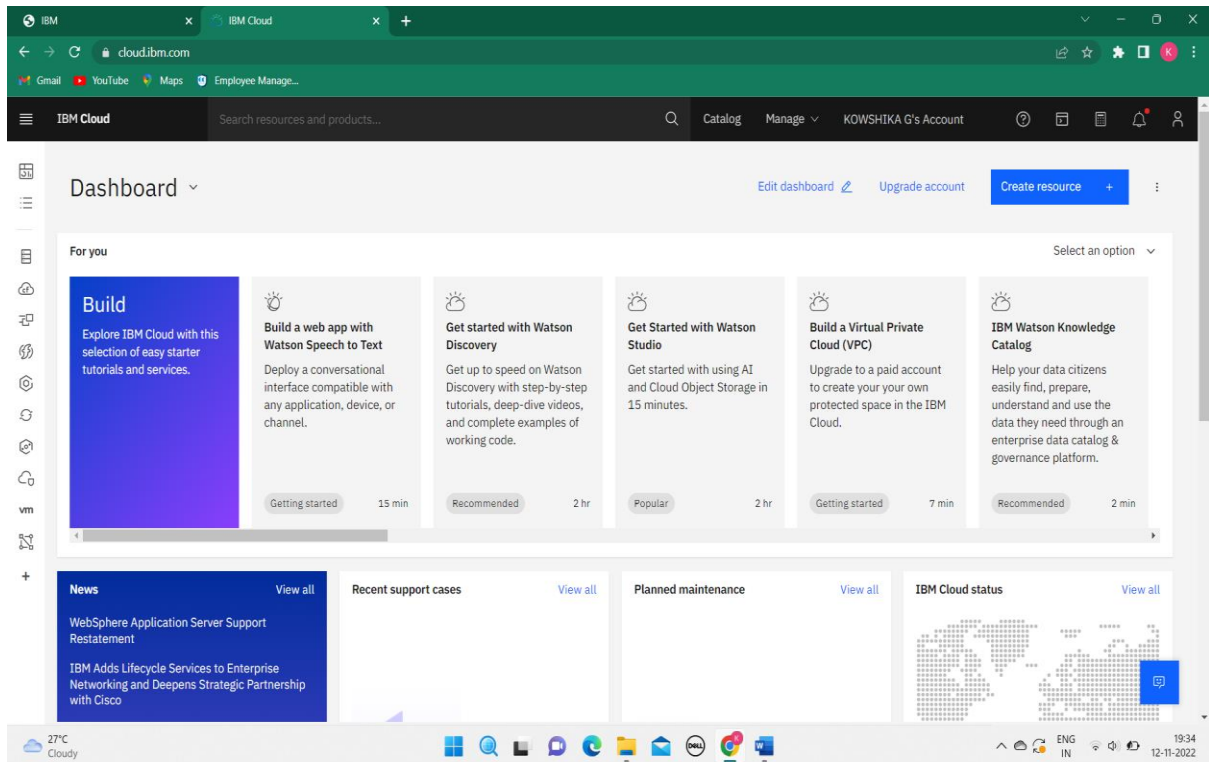 IBM
IBM Cloud
cloud.ibm.com
K
Gmail
YouTube
Maps
Employee Manage...
IBM Cloud
Search resources and products...
Catalog
Manage
KOWSHIKA G's Account
Dashboard
Edit dashboard
Upgrade account
Create resource +
For you
Select an option
Build
Explore IBM Cloud with this
selection of easy starter
tutorials and services.
Build a web app with
Watson Speech to Text
Deploy a conversational
interface compatible with
any application, device, or
channel.
Getting started
15 min
Get started with Watson
Discovery
Get up to speed on Watson
Discovery with step-by-step
tutorials, deep-dive videos,
and complete examples of
working code.
Recommended
2 hr
Get Started with Watson
Studio
Get started with using AI
and Cloud Object Storage in
15 minutes.
Popular
2 hr
Build a Virtual Private
Cloud (VPC)
Upgrade to a paid account
to create your your own
protected space in the IBM
Cloud.
Getting started
7 min
IBM Watson Knowledge
Catalog
Help your data citizens
easily find, prepare,
understand and use the
data they need through an
enterprise data catalog &
governance platform.
Recommended
2 min
vm
News
View all
WebSphere Application Server Support
Restatement
IBM Adds Lifecycle Services to Enterprise
Networking and Deepens Strategic Partnership
with Cisco
Recent support cases
View all
Planned maintenance
View all
IBM Cloud status
View all
27°C
Cloudy
DELL
ENG
IN
19:34
12-11-2022